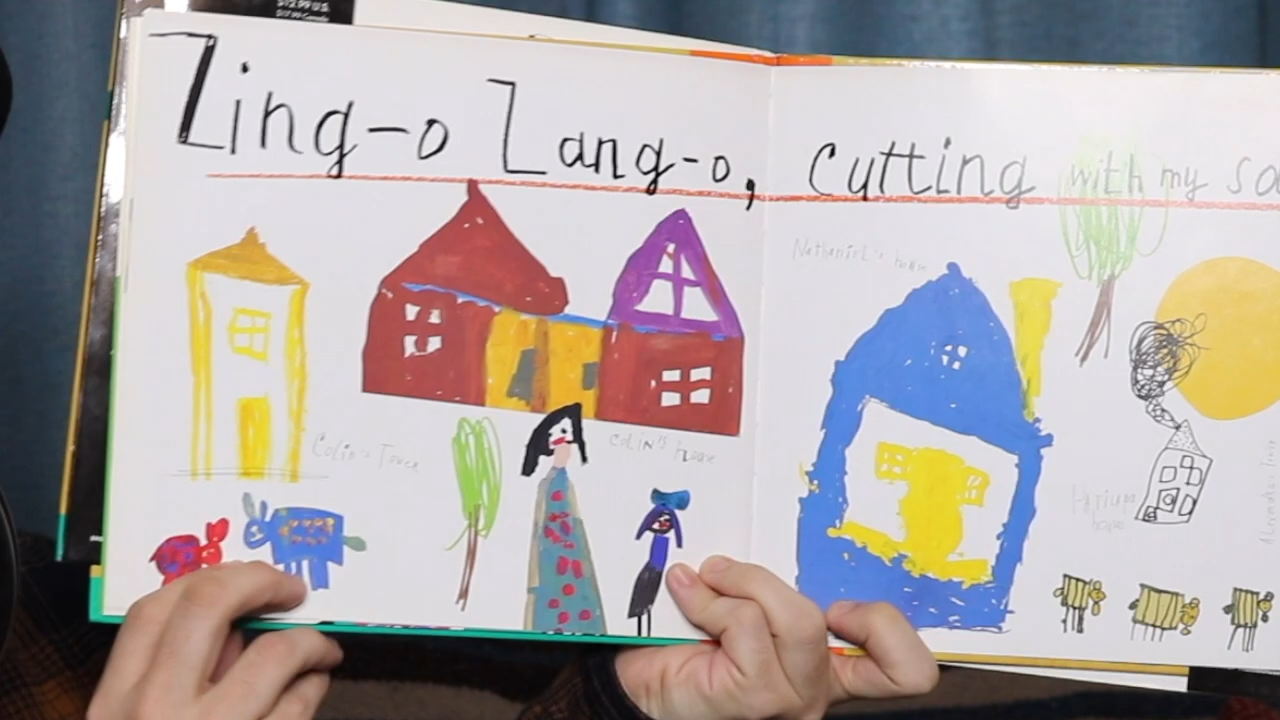 Zing-o Zang-o, cutting with my sa
Nathaniel's house
Colin's Tower
Colin's house